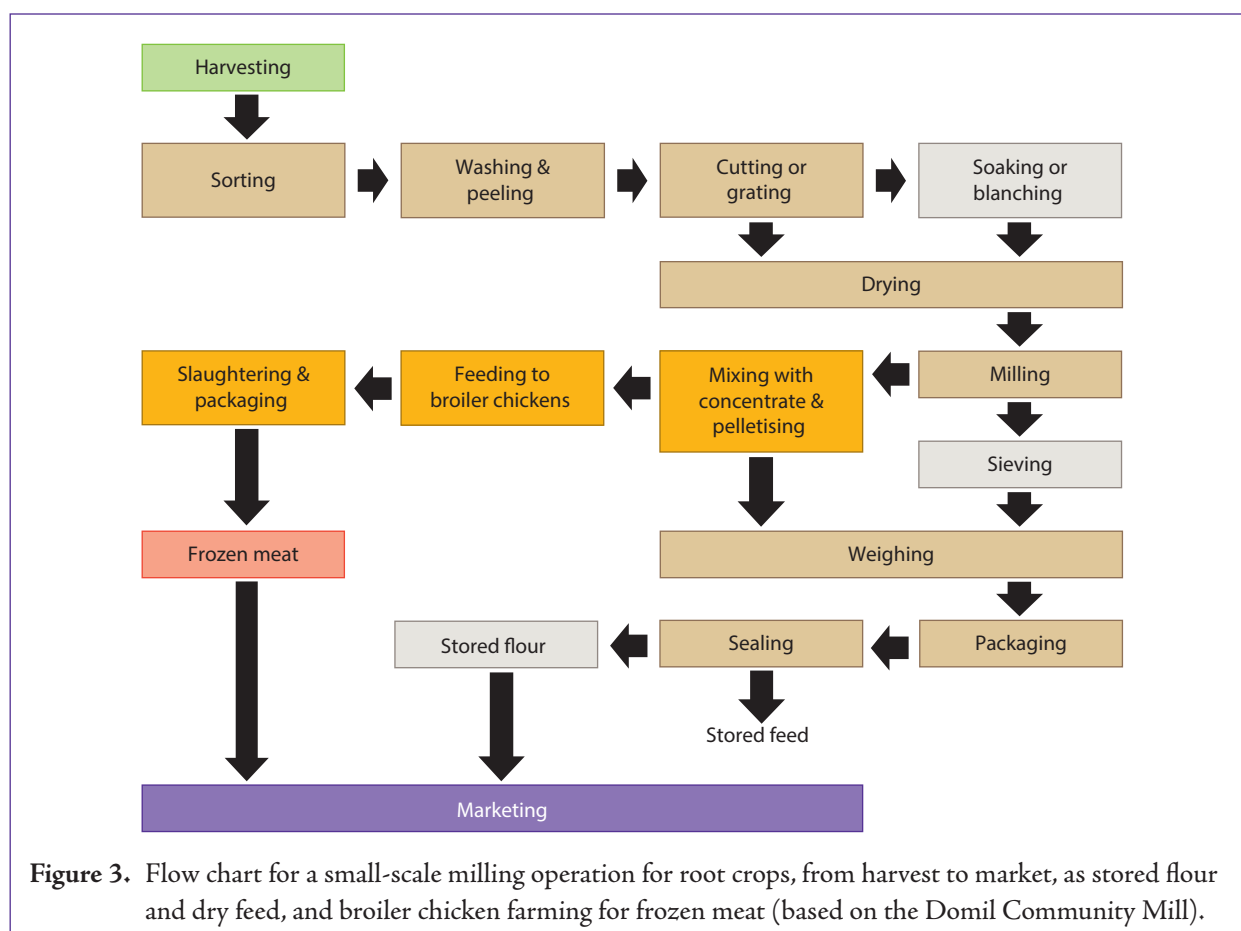 Harvesting
Sorting
Washing &
peeling
Cutting or
grating
Soaking or
blanching
Drying
Slaughtering &
packaging
Feeding to
broiler chickens
Mixing with
concentrate &
pelletising
Milling
Sieving
Frozen meat
Weighing
Stored flour
Sealing
Packaging
Stored feed
Marketing
Figure 3. Flow chart for a small-scale milling operation for root crops, from harvest to market, as stored flour
and dry feed, and broiler chicken farming for frozen meat (based on the Domil Community Mill).